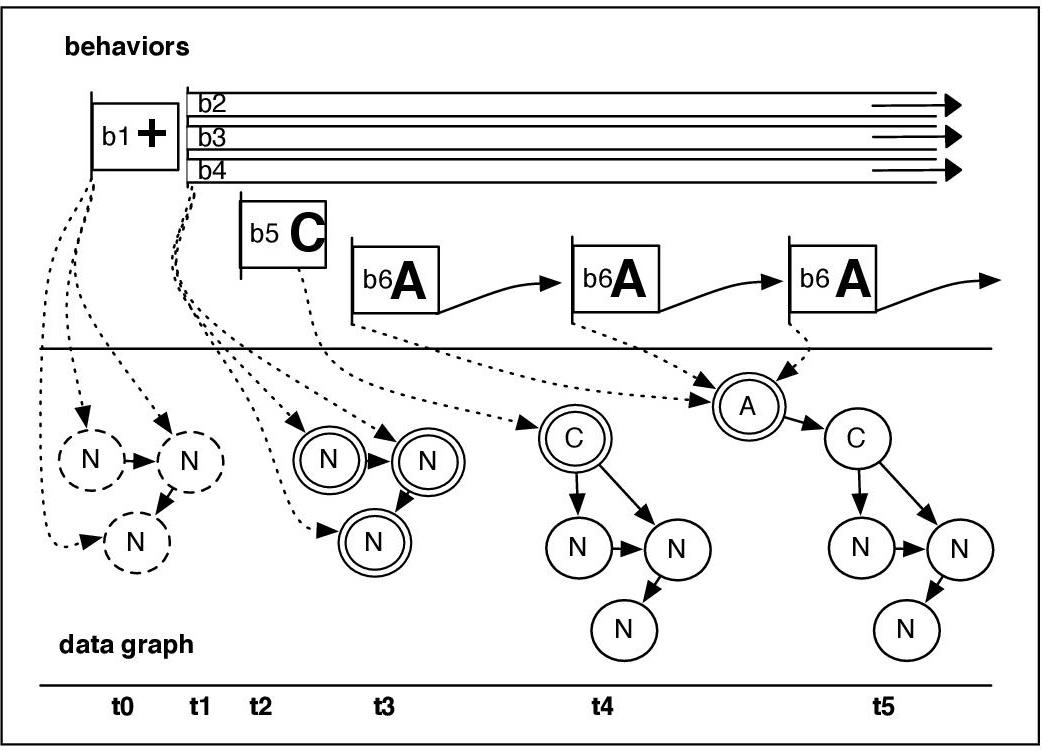 behaviors
b1 +
b2
b3
b4
b5 C
b6 A
b6 A
b6 A
A
C
C
N
N
N
N
N
N
N
N
N
N
N
N
data graph
t0
t1
t2
t3
t4
t5